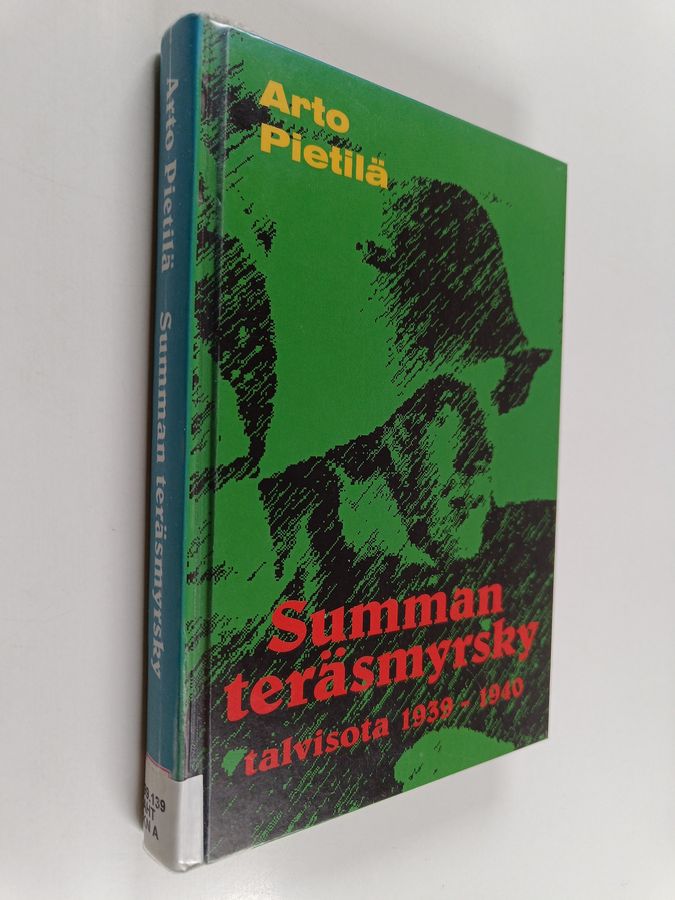 Arto
Pietilä
Summan
teräsmyrsky
talvisota 1939 - 1940
Arto Pietilä Summan teräsmyrsky